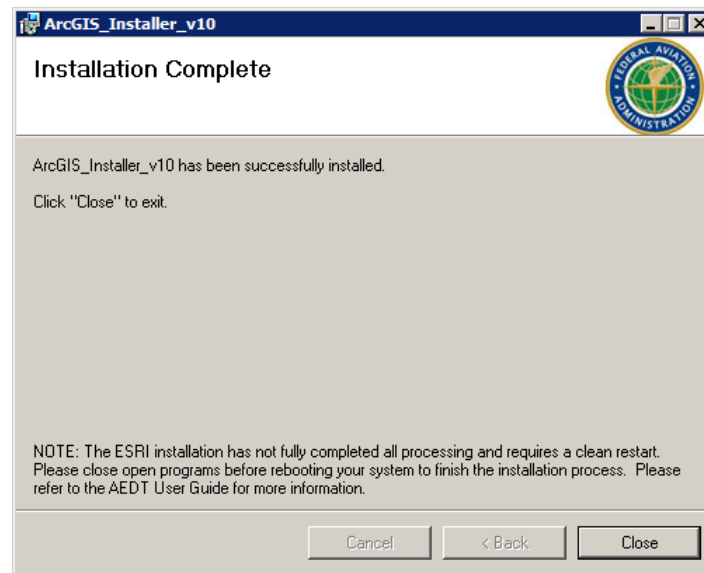 ArcGIS_Installer_v10
Installation Complete
FEDERAL AVIATION
ADMINISTRATION
ArcGIS_Installer_v10 has been successfully installed.
Click "Close" to exit.
NOTE: The ESRI installation has not fully completed all processing and requires a clean restart.
Please close open programs before rebooting your system to finish the installation process.  Please
refer to the AEDT User Guide for more information.
Cancel
< Back
Close